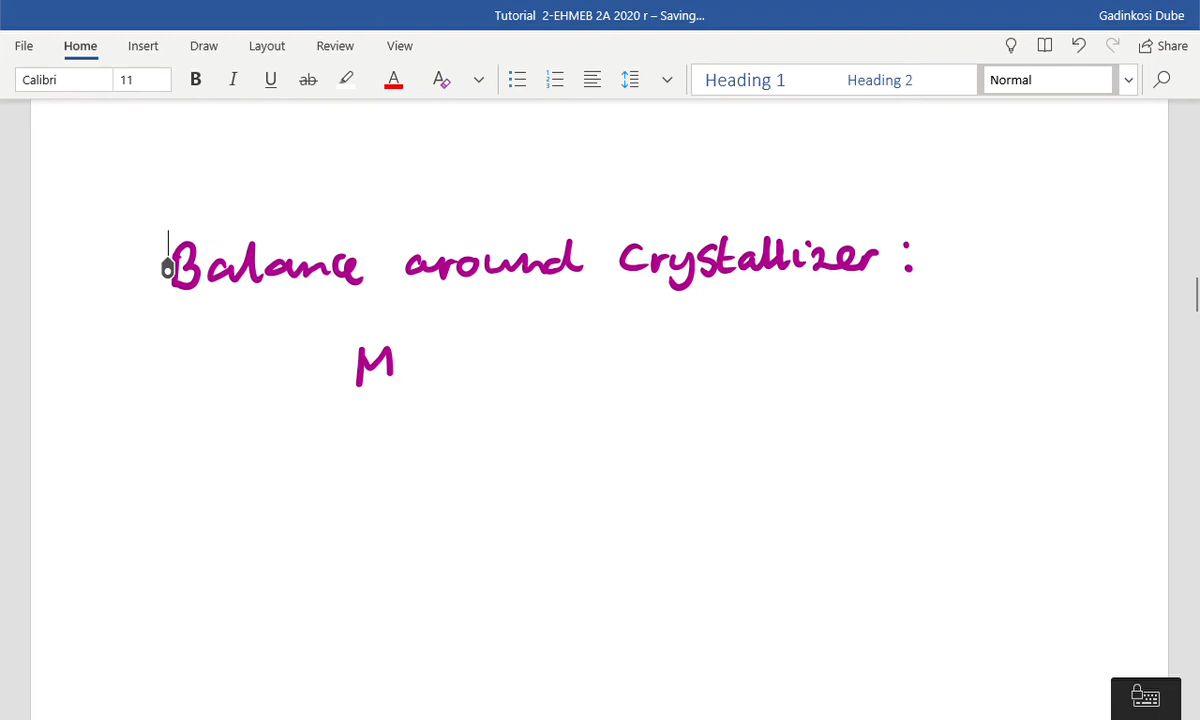 Tutorial 2-EHMEB 2A 2020 r – Saving...
Gadinkosi Dube
File Home Insert Draw Layout Review View Share
Calibri 11 B I U ab A A Heading 1 Heading 2 Normal
Balance around Crystallizer :
M